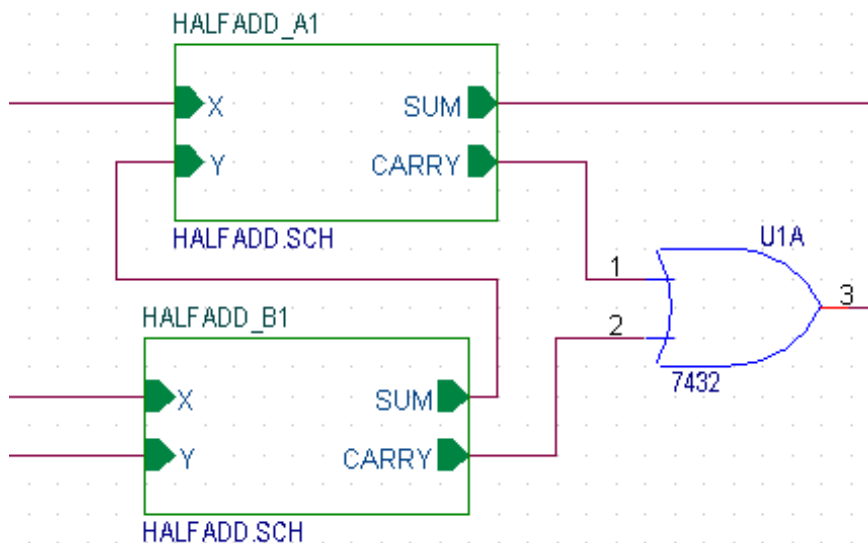 HALFADD_A1
X SUM
Y CARRY
HALFADD.SCH
U1A
1
3
2
7432
HALFADD_B1
X SUM
Y CARRY
HALFADD.SCH